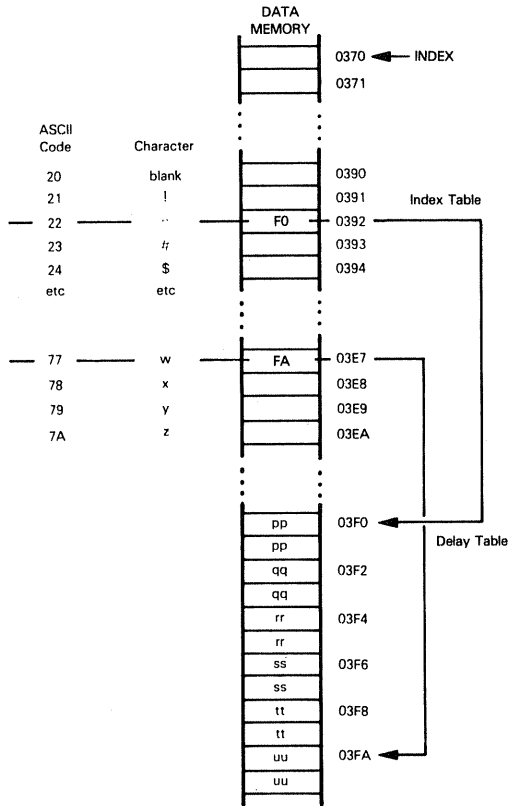 DATA
MEMORY
0370 INDEX
0371
ASCII
Code Character
20 blank 0390
21 ! 0391 Index Table
22 " F0 0392
23 # 0393
24 $ 0394
etc etc
77 w FA 03E7
78 x 03E8
79 y 03E9
7A z 03EA
pp 03F0
pp Delay Table
qq 03F2
qq
rr 03F4
rr
ss 03F6
ss
tt 03F8
tt
uu 03FA
uu